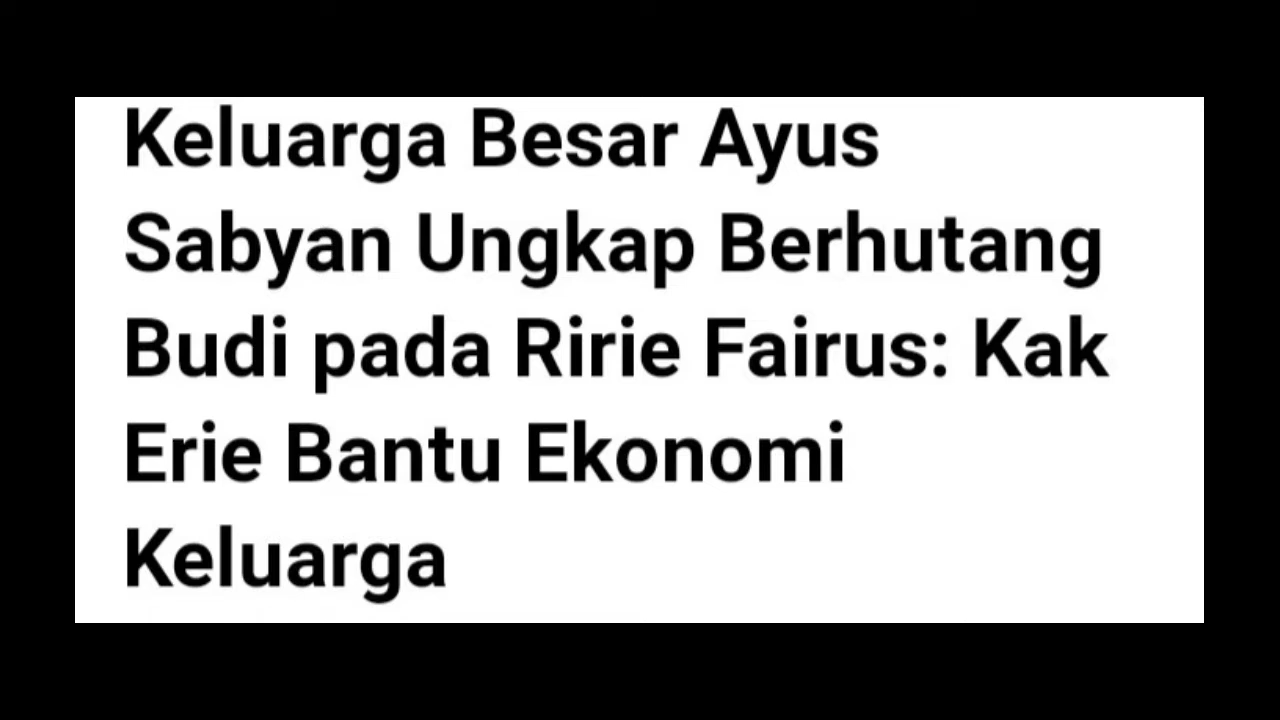 Keluarga Besar Ayus
Sabyan Ungkap Berhutang
Budi pada Ririe Fairus: Kak
Erie Bantu Ekonomi
Keluarga